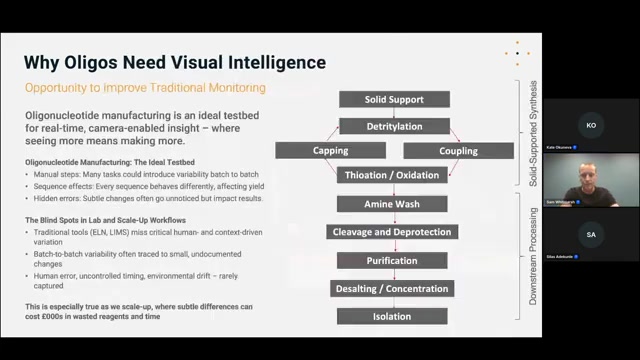 Why Oligos Need Visual Intelligence
Opportunity to Improve Traditional Monitoring
Oligonucleotide manufacturing is an ideal testbed
for real-time, camera-enabled insight – where
seeing more means making more.
Oligonucleotide Manufacturing: The Ideal Testbed
• Manual steps: Many tasks could introduce variability batch to batch
• Sequence effects: Every sequence behaves differently, affecting yield
• Hidden errors: Subtle changes often go unnoticed but impact results.
The Blind Spots in Lab and Scale-Up Workflows
• Traditional tools (ELN, LIMS) miss critical human- and context-driven
variation
• Batch-to-batch variability often traced to small, undocumented
changes
• Human error, uncontrolled timing, environmental drift – rarely
captured
This is especially true as we scale-up, where subtle differences can
cost £000s in wasted reagents and time
Solid Support
Detritylation
Capping
Coupling
Thioation / Oxidation
Amine Wash
Cleavage and Deprotection
Purification
Desalting / Concentration
Isolation
Solid-Supported Synthesis
Downstream Processing
KO
Kate Okuneva
Sam
SA
Silas Adekunle